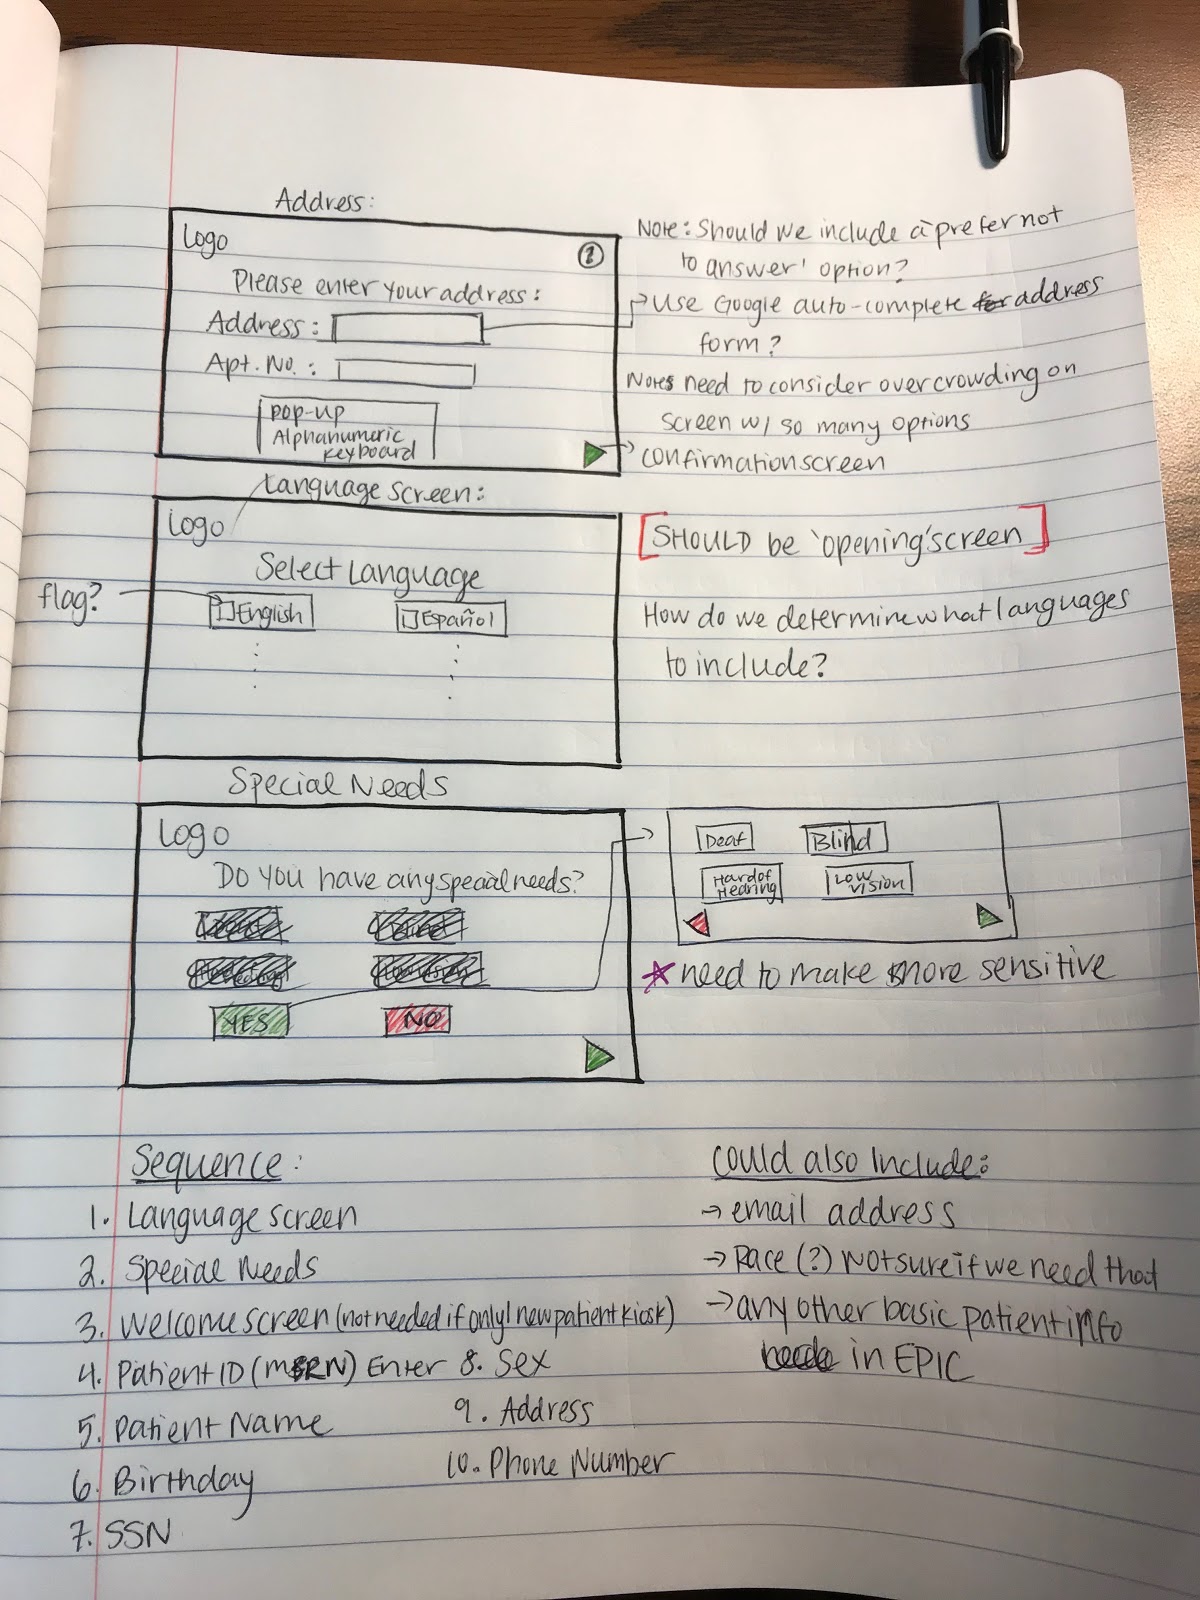 Address:
Logo
?
Please enter your address:
Address:
Apt. No.:
pop-up
Alphanumeric
keyboard
Note: Should we include a 'prefer not
to answer' option?
→ Use Google auto-complete address
form?
Notes need to consider overcrowding on
screen w/ so many options
→ confirmation screen
Language screen:
Logo
Select Language
flag?
English
Español
[SHOULD be 'opening' screen]
How do we determine what languages
to include?
Special Needs
Logo
Do you have any special needs?
YES
NO
Deaf
Blind
Hard of
Hearing
Low
Vision
* need to make more sensitive
Sequence:
1. Language screen
2. Special Needs
3. Welcome screen (not needed if only 1 new patient kiosk)
4. Patient ID (MRN) Enter
5. Patient Name
6. Birthday
7. SSN
8. Sex
9. Address
10. Phone Number
Could also Include:
→ email address
→ Race (?) Not sure if we need that
→ any other basic patient info
in EPIC